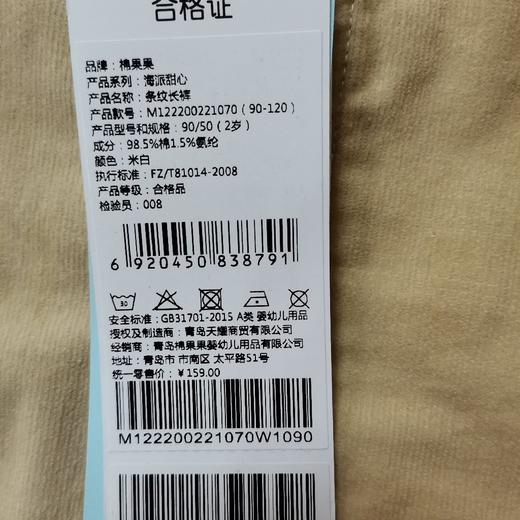 合格证
品牌：棉果果
产品系列：海派甜心
产品名称：条纹长裤
产品款号：M122200221070（90-120）
产品型号和规格：90/50（2岁）
成分：98.5%棉1.5%氨纶
颜色：米白
执行标准：FZ/T81014-2008
产品等级：合格品
检验员：008
6 920450 838791
30
安全标准：GB31701-2015 A类 婴幼儿用品
授权及制造商：青岛天耀商贸有限公司
经销商：青岛棉果果婴幼儿用品有限公司
地址：青岛市 市南区 太平路51号
统一零售价：￥159.00
M122200221070W1090